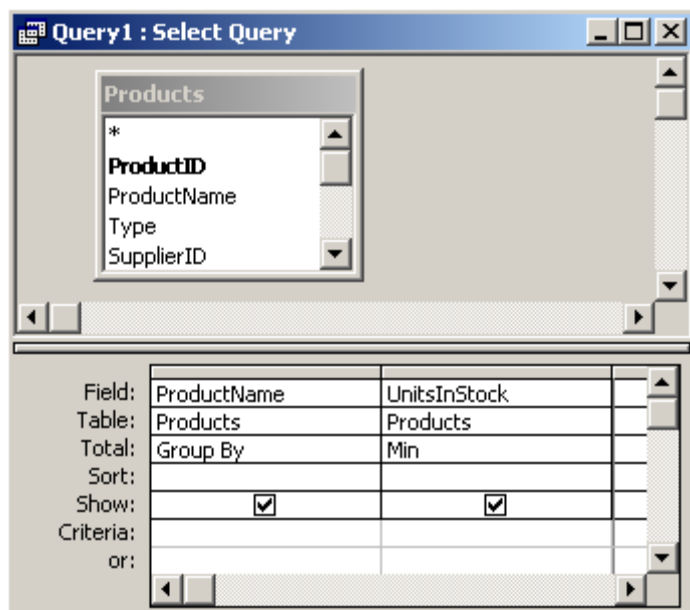 Query1 : Select Query
Products
*
ProductID
ProductName
Type
SupplierID
Field: ProductName UnitsInStock
Table: Products Products
Total: Group By Min
Sort:
Show:
Criteria:
or: